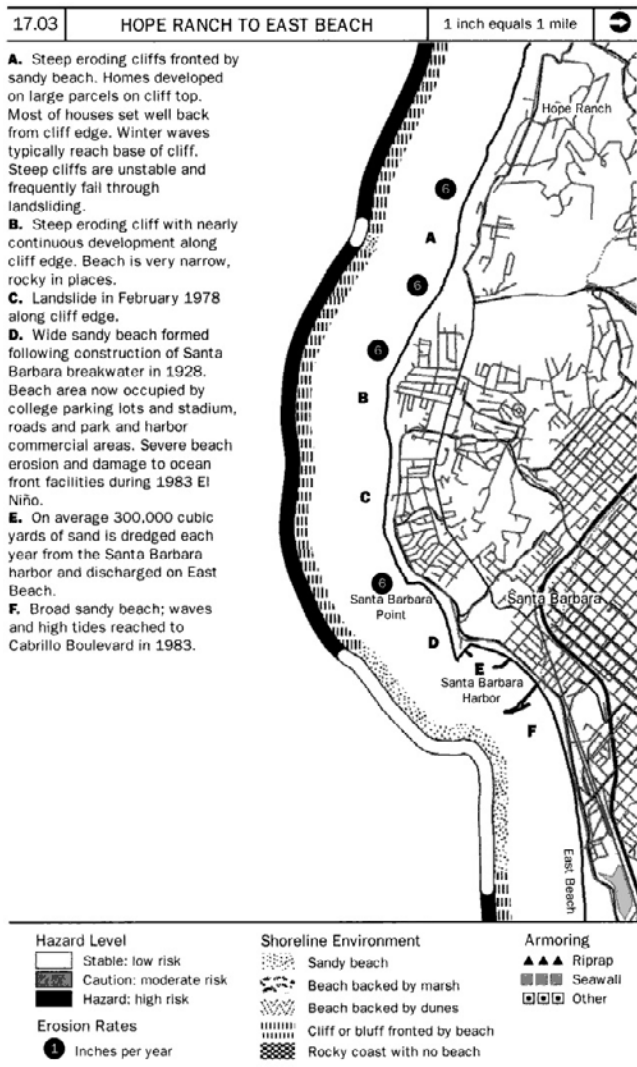 17.03
HOPE RANCH TO EAST BEACH
1 inch equals 1 mile
A. Steep eroding cliffs fronted by
sandy beach. Homes developed
on large parcels on cliff top.
Most of houses set well back
from cliff edge. Winter waves
typically reach base of cliff.
Steep cliffs are unstable and
frequently fail through
landsliding.
B. Steep eroding cliff with nearly
continuous development along
cliff edge. Beach is very narrow,
rocky in places.
C. Landslide in February 1978
along cliff edge.
D. Wide sandy beach formed
following construction of Santa
Barbara breakwater in 1928.
Beach area now occupied by
college parking lots and stadium,
roads and park and harbor
commercial areas. Severe beach
erosion and damage to ocean
front facilities during 1983 El
Niño.
E. On average 300,000 cubic
yards of sand is dredged each
year from the Santa Barbara
harbor and discharged on East
Beach.
F. Broad sandy beach; waves
and high tides reached to
Cabrillo Boulevard in 1983.
Hope Ranch
6
A
6
6
B
C
6
Santa Barbara
Point
Santa Barbara
D
E
Santa Barbara
Harbor
F
East Beach
Hazard Level
Stable: low risk
Caution: moderate risk
Hazard: high risk
Erosion Rates
1 Inches per year
Shoreline Environment
Sandy beach
Beach backed by marsh
Beach backed by dunes
Cliff or bluff fronted by beach
Rocky coast with no beach
Armoring
Riprap
Seawall
Other